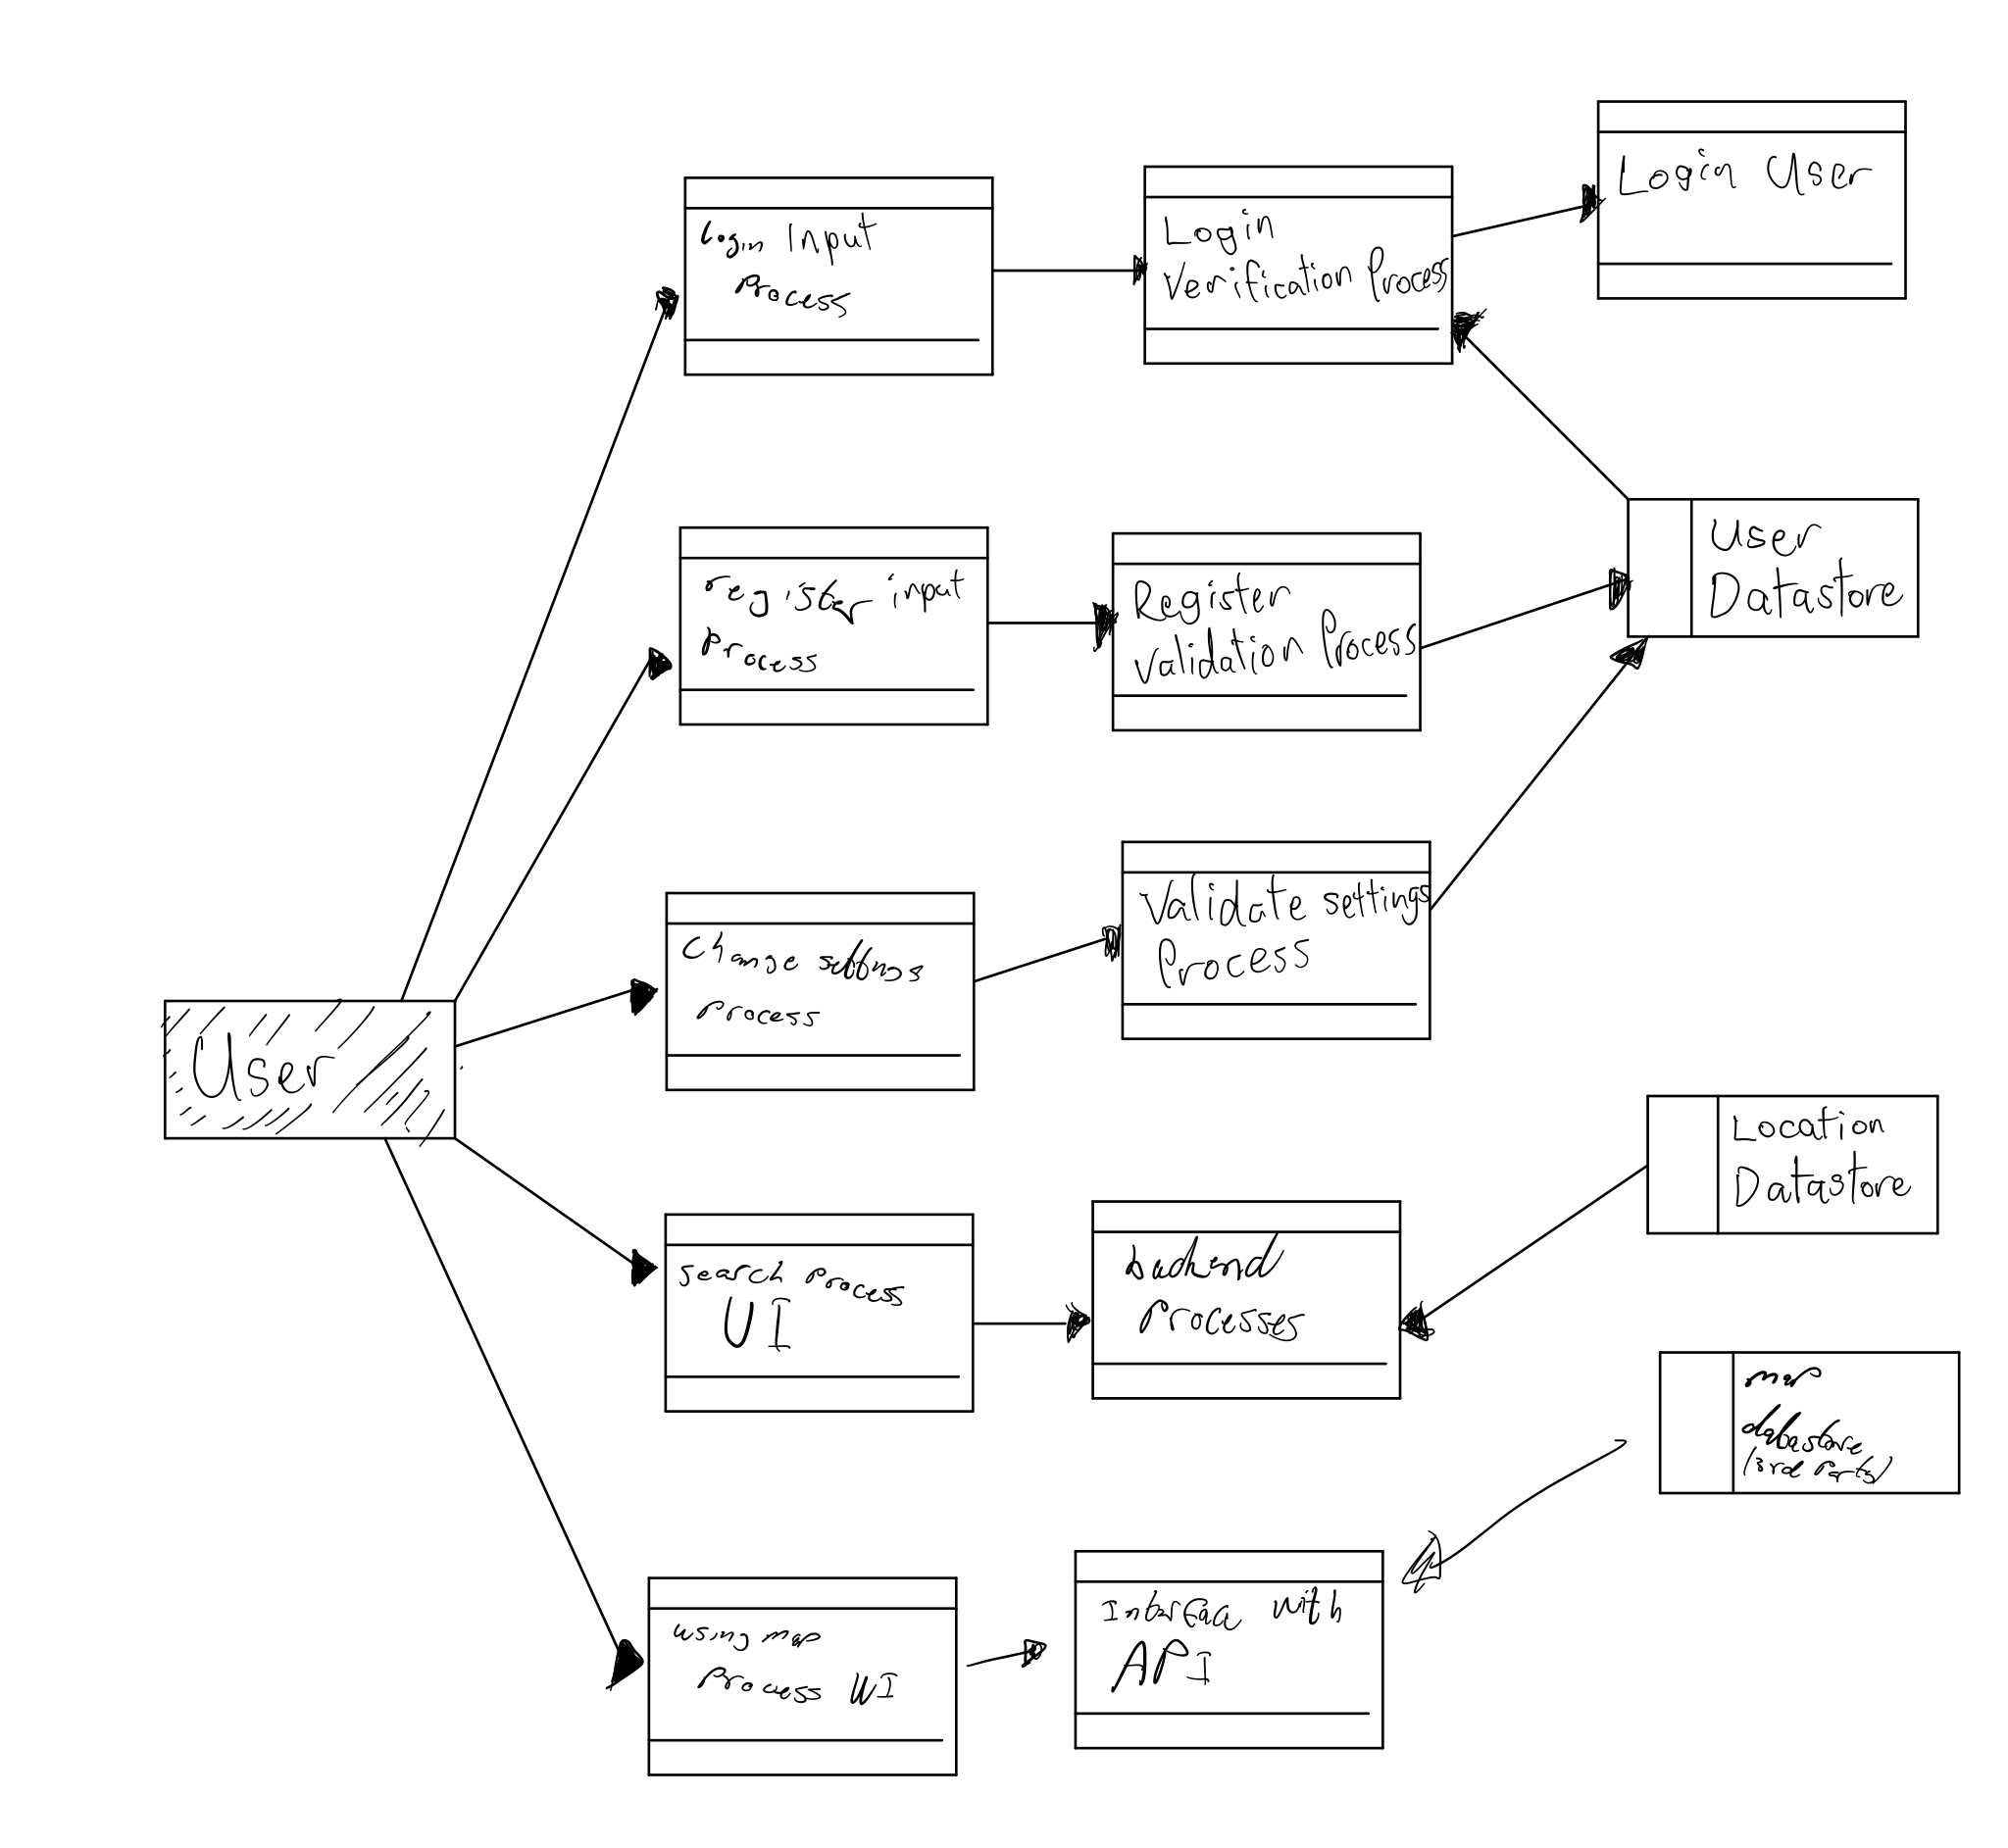 Login User
Login Input
Process
Login
Verification Process
User
Datastore
register input
Process
Register
validation Process
Validate settings
Process
Change settings
Process
User
Location
Datastore
search process
UI
backend
Processes
map
datastore
(3rd Party)
using map
Process UI
Interface with
API